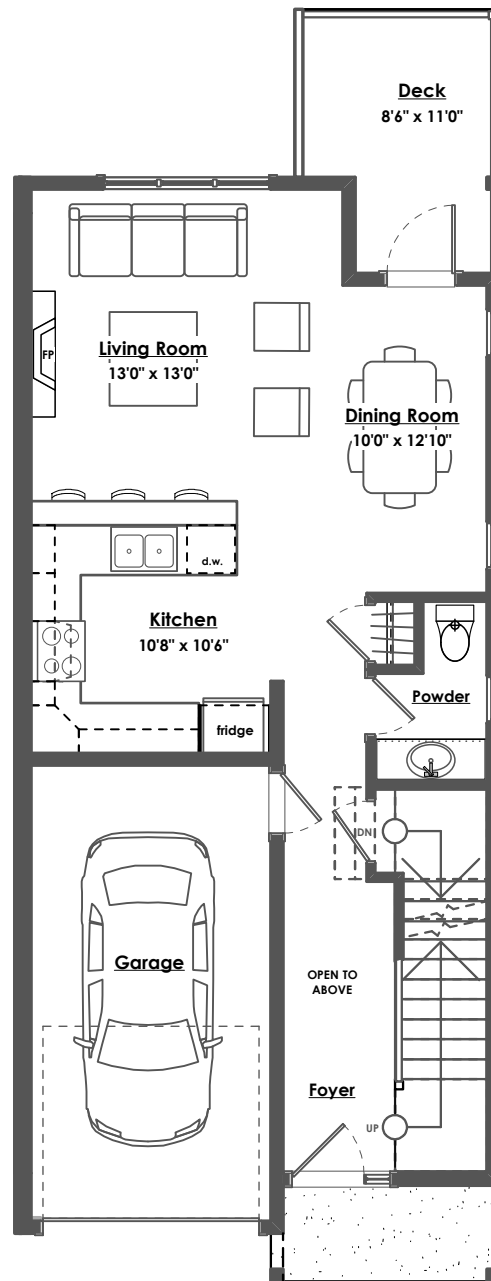 Deck
8'6" x 11'0"
Living Room
13'0" x 13'0"
FP
Dining Room
10'0" x 12'10"
d.w.
Kitchen
10'8" x 10'6"
Powder
fridge
DN
Garage
OPEN TO
ABOVE
Foyer
UP